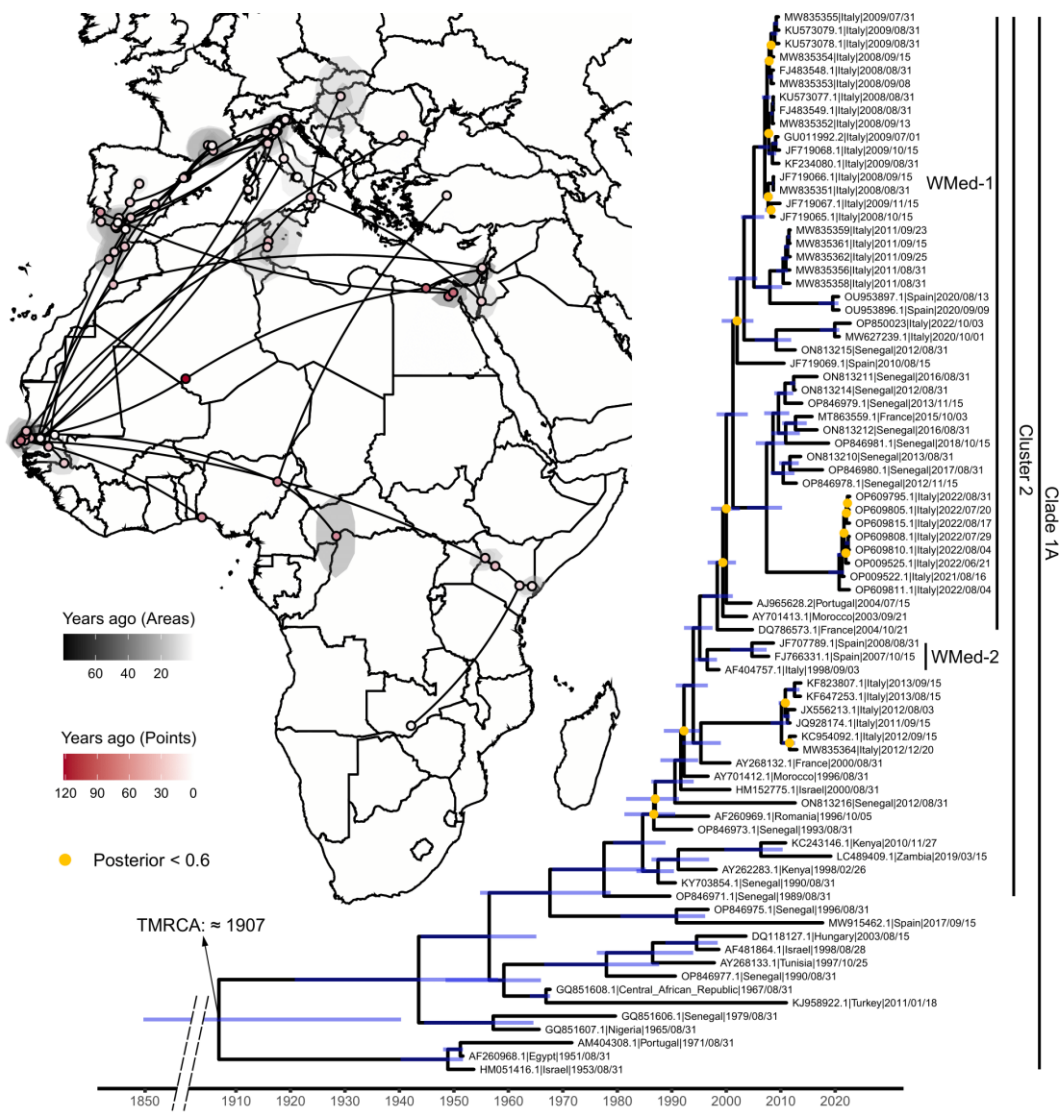 MW835355|Italy|2009/07/31
KU573079.1|Italy|2009/08/31
KU573078.1|Italy|2009/08/31
MW835354|Italy|2008/09/15
FJ483548.1|Italy|2008/08/31
MW835353|Italy|2008/09/08
KU573077.1|Italy|2008/08/31
FJ483549.1|Italy|2008/08/31
MW835352|Italy|2008/09/13
GU011992.2|Italy|2009/07/01
JF719068.1|Italy|2009/10/15
KF234080.1|Italy|2009/08/31
JF719066.1|Italy|2008/09/15
MW835351|Italy|2008/08/31
JF719067.1|Italy|2009/11/15
JF719065.1|Italy|2008/10/15
WMed-1
MW835359|Italy|2011/09/23
MW835361|Italy|2011/09/15
MW835362|Italy|2011/09/25
MW835356|Italy|2011/08/31
MW835358|Italy|2011/08/31
OU953897.1|Spain|2020/08/13
OU953896.1|Spain|2020/09/09
OP850023|Italy|2022/10/03
MW627239.1|Italy|2020/10/01
ON813215|Senegal|2012/08/31
JF719069.1|Spain|2010/08/15
ON813211|Senegal|2016/08/31
ON813214|Senegal|2012/08/31
OP846979.1|Senegal|2013/11/15
MT863559.1|France|2015/10/03
ON813212|Senegal|2016/08/31
OP846981.1|Senegal|2018/10/15
ON813210|Senegal|2013/08/31
OP846980.1|Senegal|2017/08/31
OP846978.1|Senegal|2012/11/15
OP609795.1|Italy|2022/08/31
OP609805.1|Italy|2022/07/20
OP609815.1|Italy|2022/08/17
OP609808.1|Italy|2022/07/29
OP609810.1|Italy|2022/08/04
OP009525.1|Italy|2022/06/21
OP009522.1|Italy|2021/08/16
OP609811.1|Italy|2022/08/04
AJ965628.2|Portugal|2004/07/15
AY701413.1|Morocco|2003/09/21
DQ786573.1|France|2004/10/21
JF707789.1|Spain|2008/08/31
FJ766331.1|Spain|2007/10/15
AF404757.1|Italy|1998/09/03
WMed-2
KF823807.1|Italy|2013/09/15
KF647253.1|Italy|2013/08/15
JX556213.1|Italy|2012/08/03
JQ928174.1|Italy|2011/09/15
KC954092.1|Italy|2012/09/15
MW835364|Italy|2012/12/20
AY268132.1|France|2000/08/31
AY701412.1|Morocco|1996/08/31
HM152775.1|Israel|2000/08/31
ON813216|Senegal|2012/08/31
AF260969.1|Romania|1996/10/05
OP846973.1|Senegal|1993/08/31
KC243146.1|Kenya|2010/11/27
LC489409.1|Zambia|2019/03/15
AY262283.1|Kenya|1998/02/26
KY703854.1|Senegal|1990/08/31
OP846971.1|Senegal|1989/08/31
OP846975.1|Senegal|1996/08/31
MW915462.1|Spain|2017/09/15
DQ118127.1|Hungary|2003/08/15
AF481864.1|Israel|1998/08/28
AY268133.1|Tunisia|1997/10/25
OP846977.1|Senegal|1990/08/31
GQ851608.1|Central_African_Republic|1967/08/31
KJ958922.1|Turkey|2011/01/18
GQ851606.1|Senegal|1979/08/31
GQ851607.1|Nigeria|1965/08/31
AM404308.1|Portugal|1971/08/31
AF260968.1|Egypt|1951/08/31
HM051416.1|Israel|1953/08/31
Cluster 2
Clade 1A
Years ago (Areas)
60 40 20
Years ago (Points)
120 90 60 30 0
Posterior < 0.6
TMRCA: ≈ 1907
1850 1910 1920 1930 1940 1950 1960 1970 1980 1990 2000 2010 2020